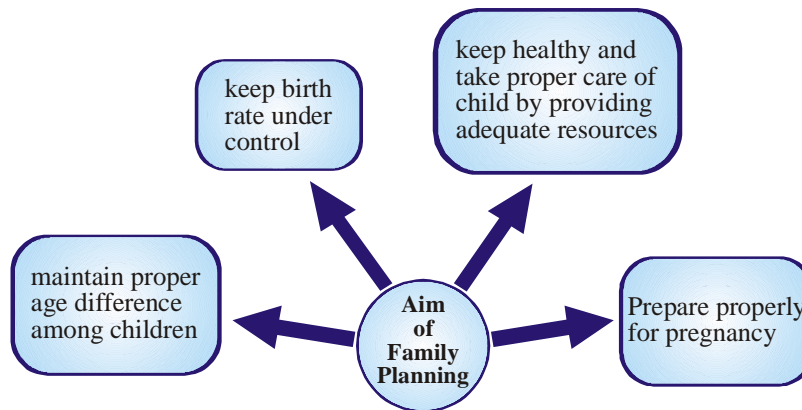 keep birth
rate under
control
keep healthy and
take proper care of
child by providing
adequate resources
maintain proper
age difference
among children
Aim
of
Family
Planning
Prepare properly
for pregnancy